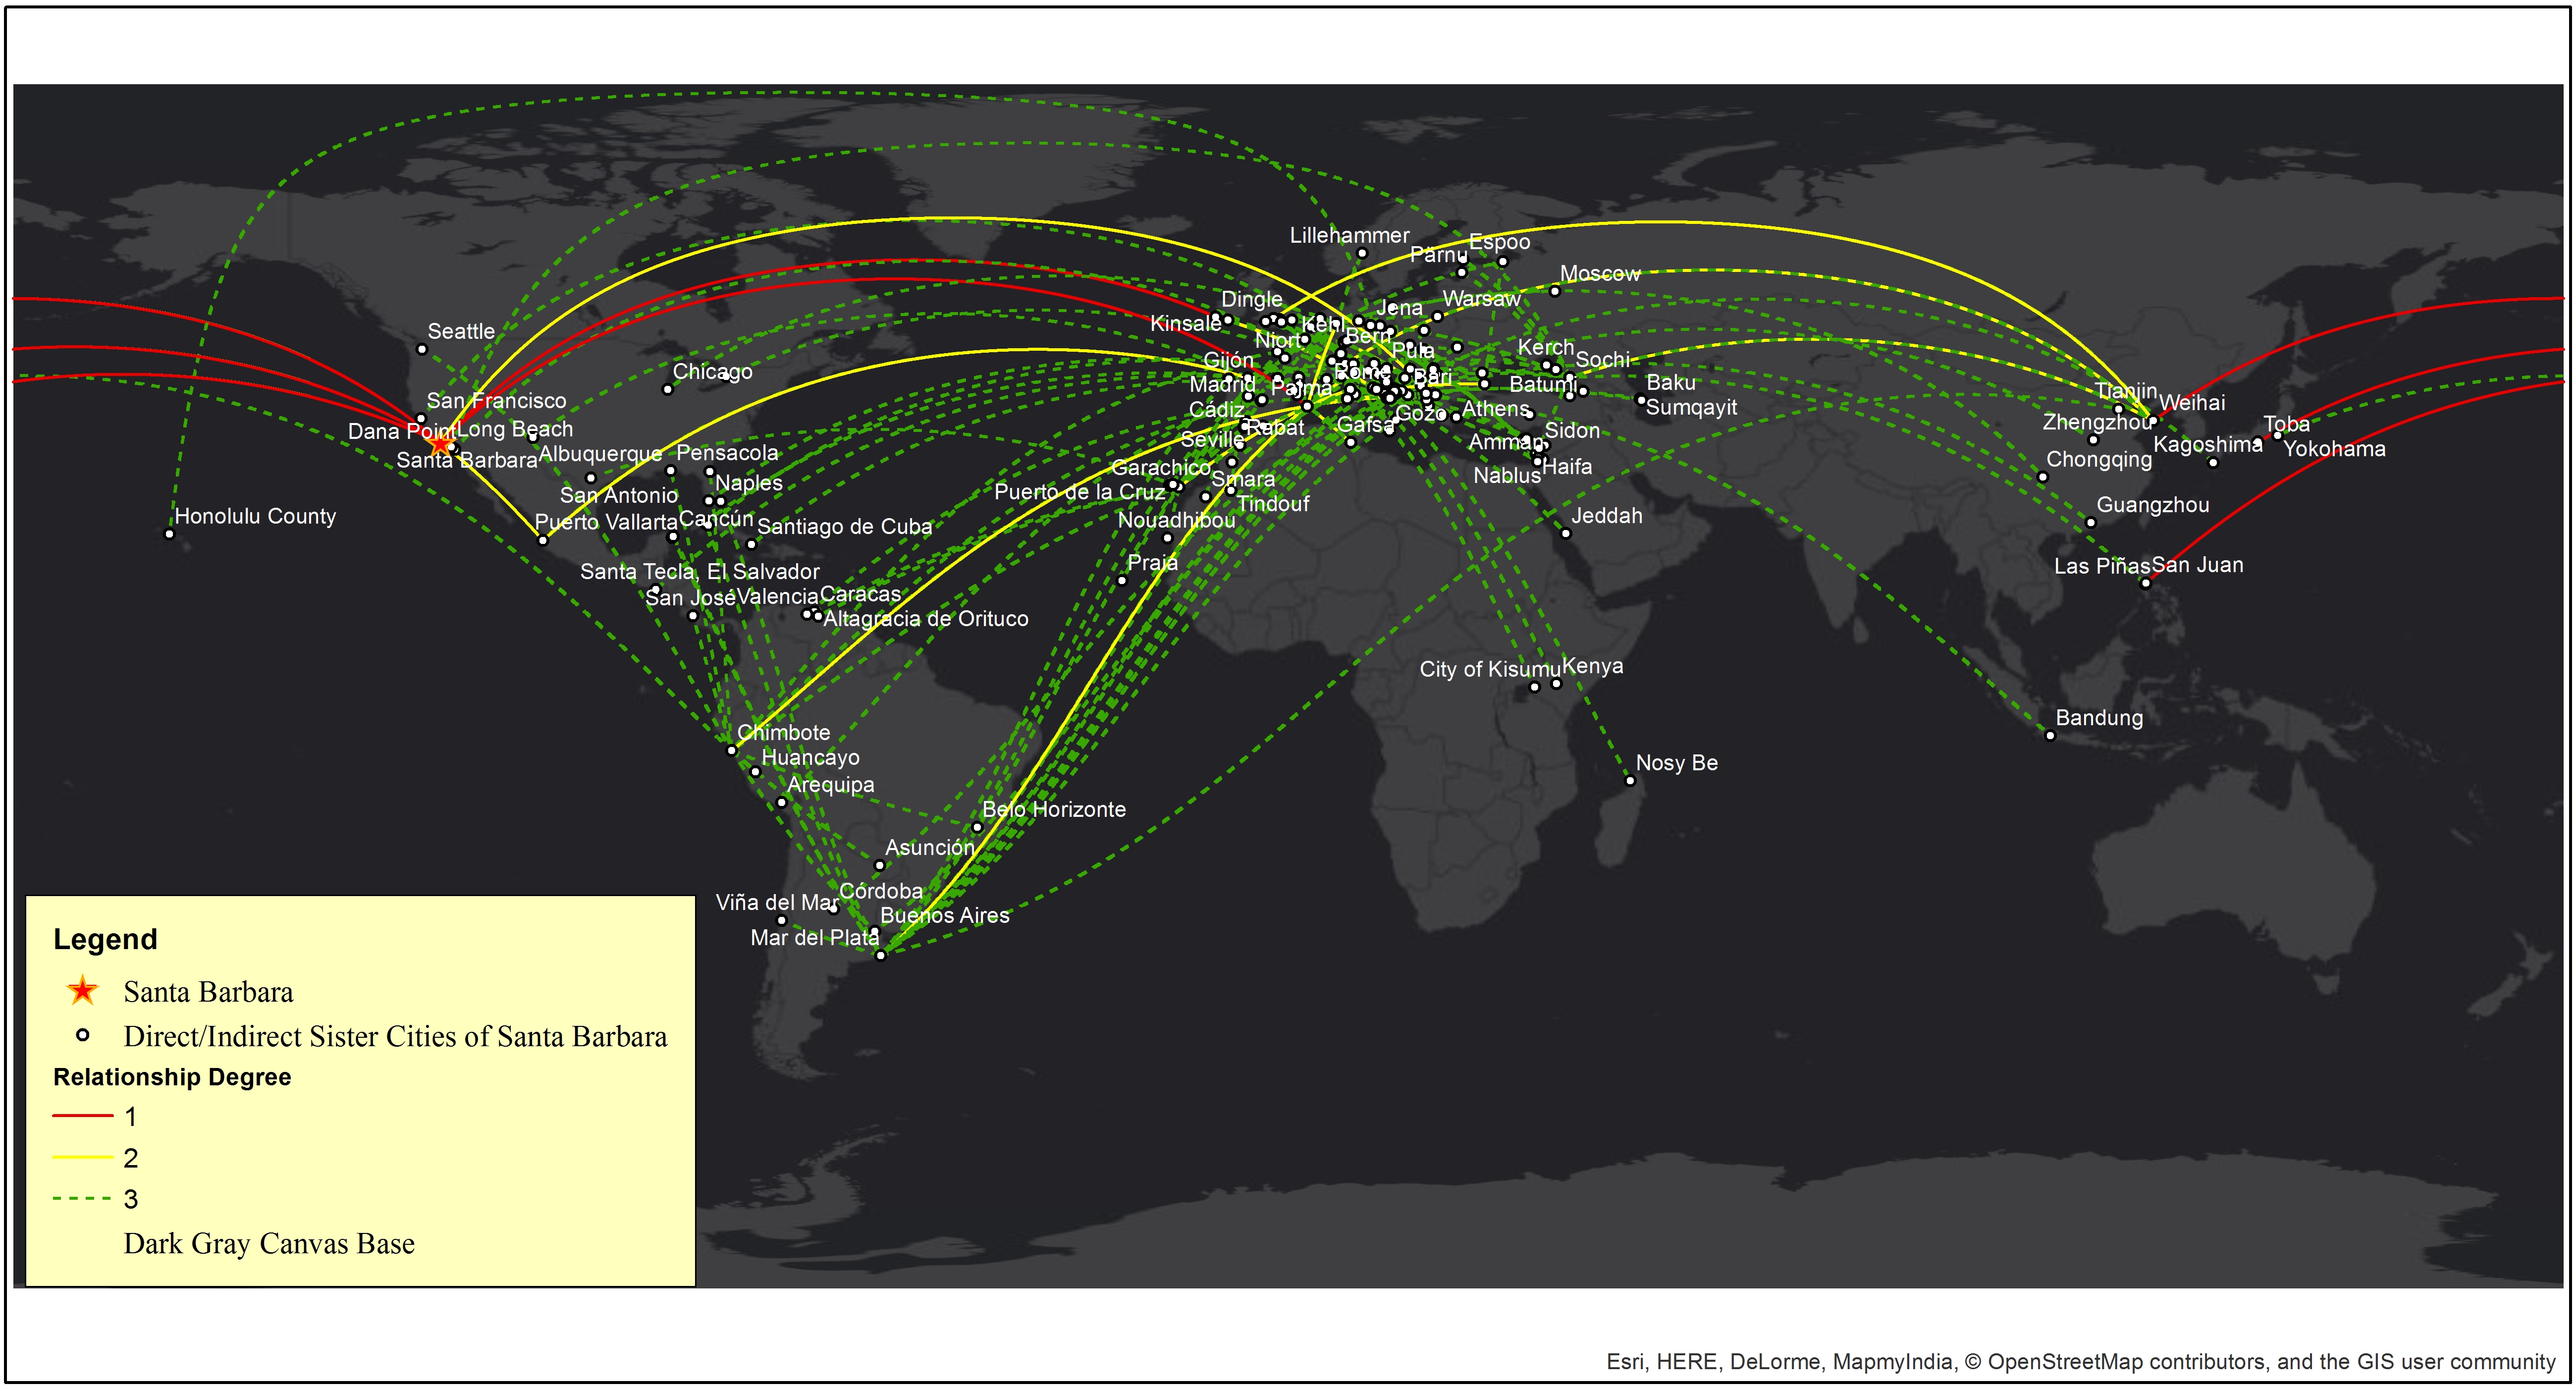 Lillehammer
Espoo
Pärnu
Moscow
Dingle
Jena
Warsaw
Kinsale
Kehl
Seattle
Niort
Bern
Pula
Kerch
Sochi
Gijón
Chicago
Rome
Bari
Madrid
Palma
Batumi
Baku
Tianjin
Weihai
San Francisco
Cádiz
Gozo
Athens
Sumqayit
Zhengzhou
Toba
Dana Point
Long Beach
Rabat
Gafsa
Sidon
Kagoshima
Seville
Amman
Yokohama
Santa Barbara
Albuquerque
Pensacola
Chongqing
Garachico
Haifa
Nablus
Smara
Naples
San Antonio
Puerto de la Cruz
Tindouf
Guangzhou
Honolulu County
Puerto Vallarta
Cancún
Santiago de Cuba
Nouadhibou
Jeddah
Praia
Las Piñas
San Juan
Santa Tecla, El Salvador
San José
Valencia
Caracas
Altagracia de Orituco
City of Kisumu
Kenya
Bandung
Chimbote
Huancayo
Nosy Be
Arequipa
Belo Horizonte
Asunción
Córdoba
Viña del Mar
Buenos Aires
Mar del Plata
Legend
Santa Barbara
Direct/Indirect Sister Cities of Santa Barbara
Relationship Degree
1
2
3
Dark Gray Canvas Base
Esri, HERE, DeLorme, MapmyIndia, © OpenStreetMap contributors, and the GIS user community